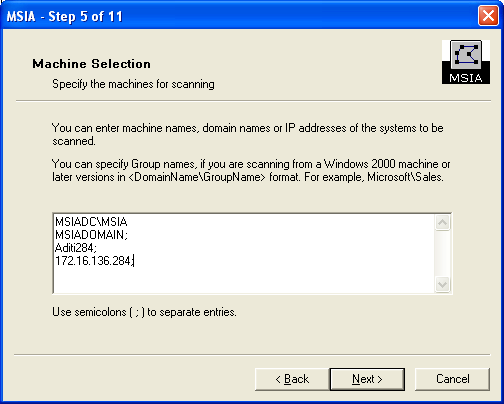 MSIA - Step 5 of 11
Machine Selection
Specify the machines for scanning
MSIA
You can enter machine names, domain names or IP addresses of the systems to be
scanned.
You can specify Group names, if you are scanning from a Windows 2000 machine or
later versions in <DomainName\GroupName> format. For example, Microsoft\Sales.
MSIADC\MSIA
MSIADOMAIN;
Aditi284;
172.16.136.284;
Use semicolons ( ; ) to separate entries.
< Back
Next >
Cancel